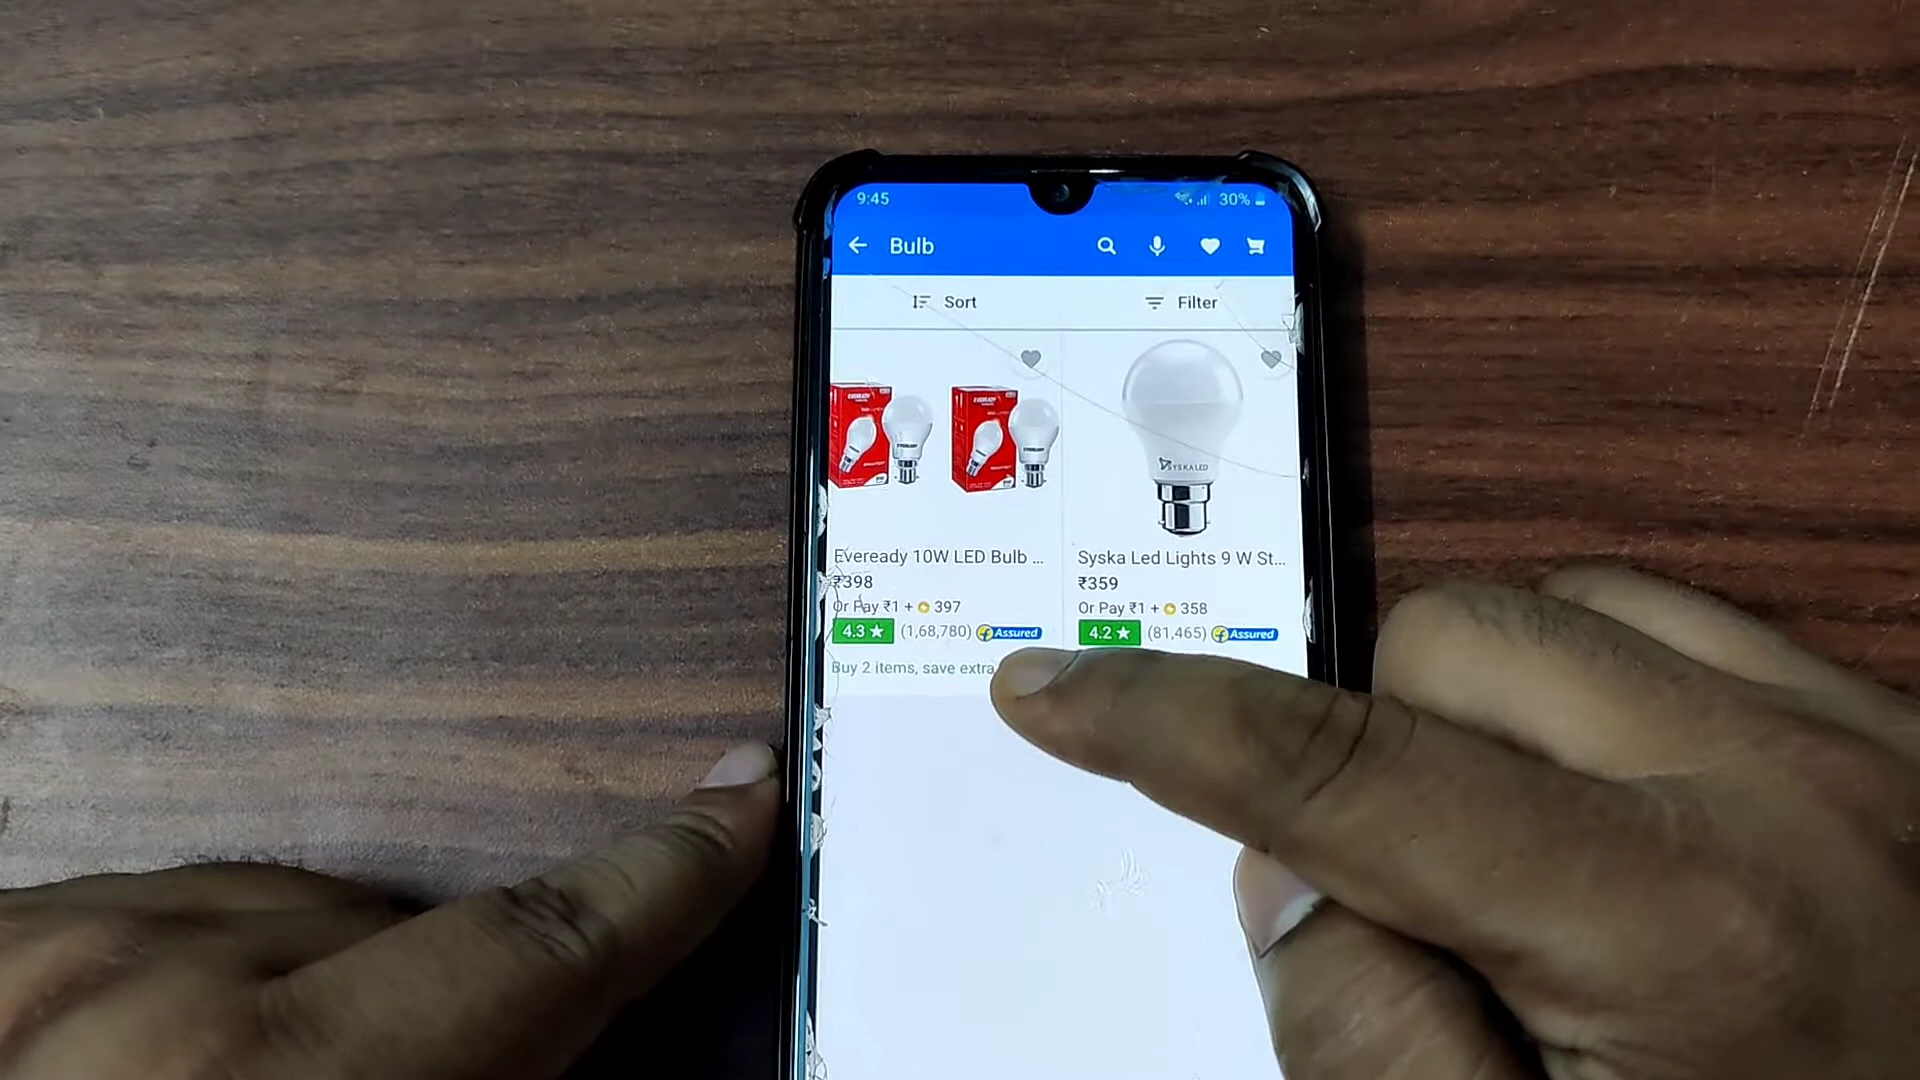 9:45 30%
Bulb
Sort Filter
EVEREADY EVEREADY
SYSKA LED
Eveready 10W LED Bulb ... Syska Led Lights 9 W St...
₹398 ₹359
Or Pay ₹1 + 397 Or Pay ₹1 + 358
4.3 ★ (1,68,780) Assured 4.2 ★ (81,465) Assured
Buy 2 items, save extra